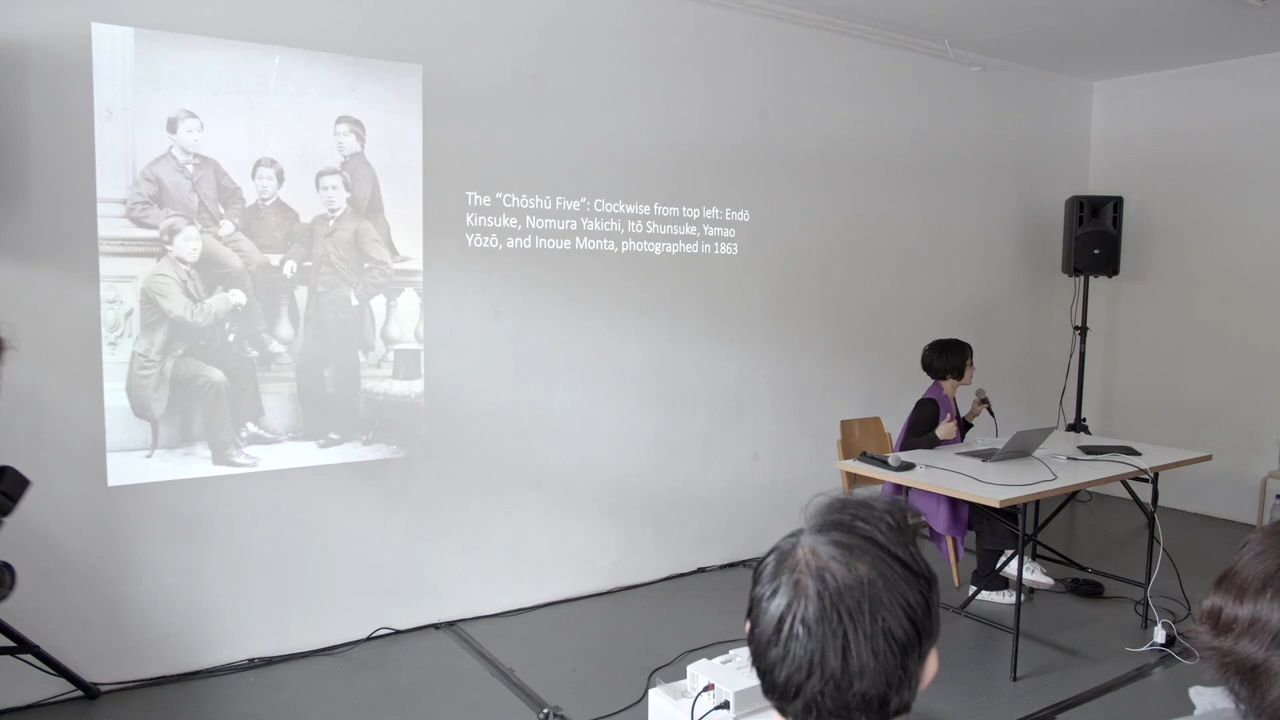 The “Chōshū Five”: Clockwise from top left: Endō
Kinsuke, Nomura Yakichi, Itō Shunsuke, Yamao
Yōzō, and Inoue Monta, photographed in 1863